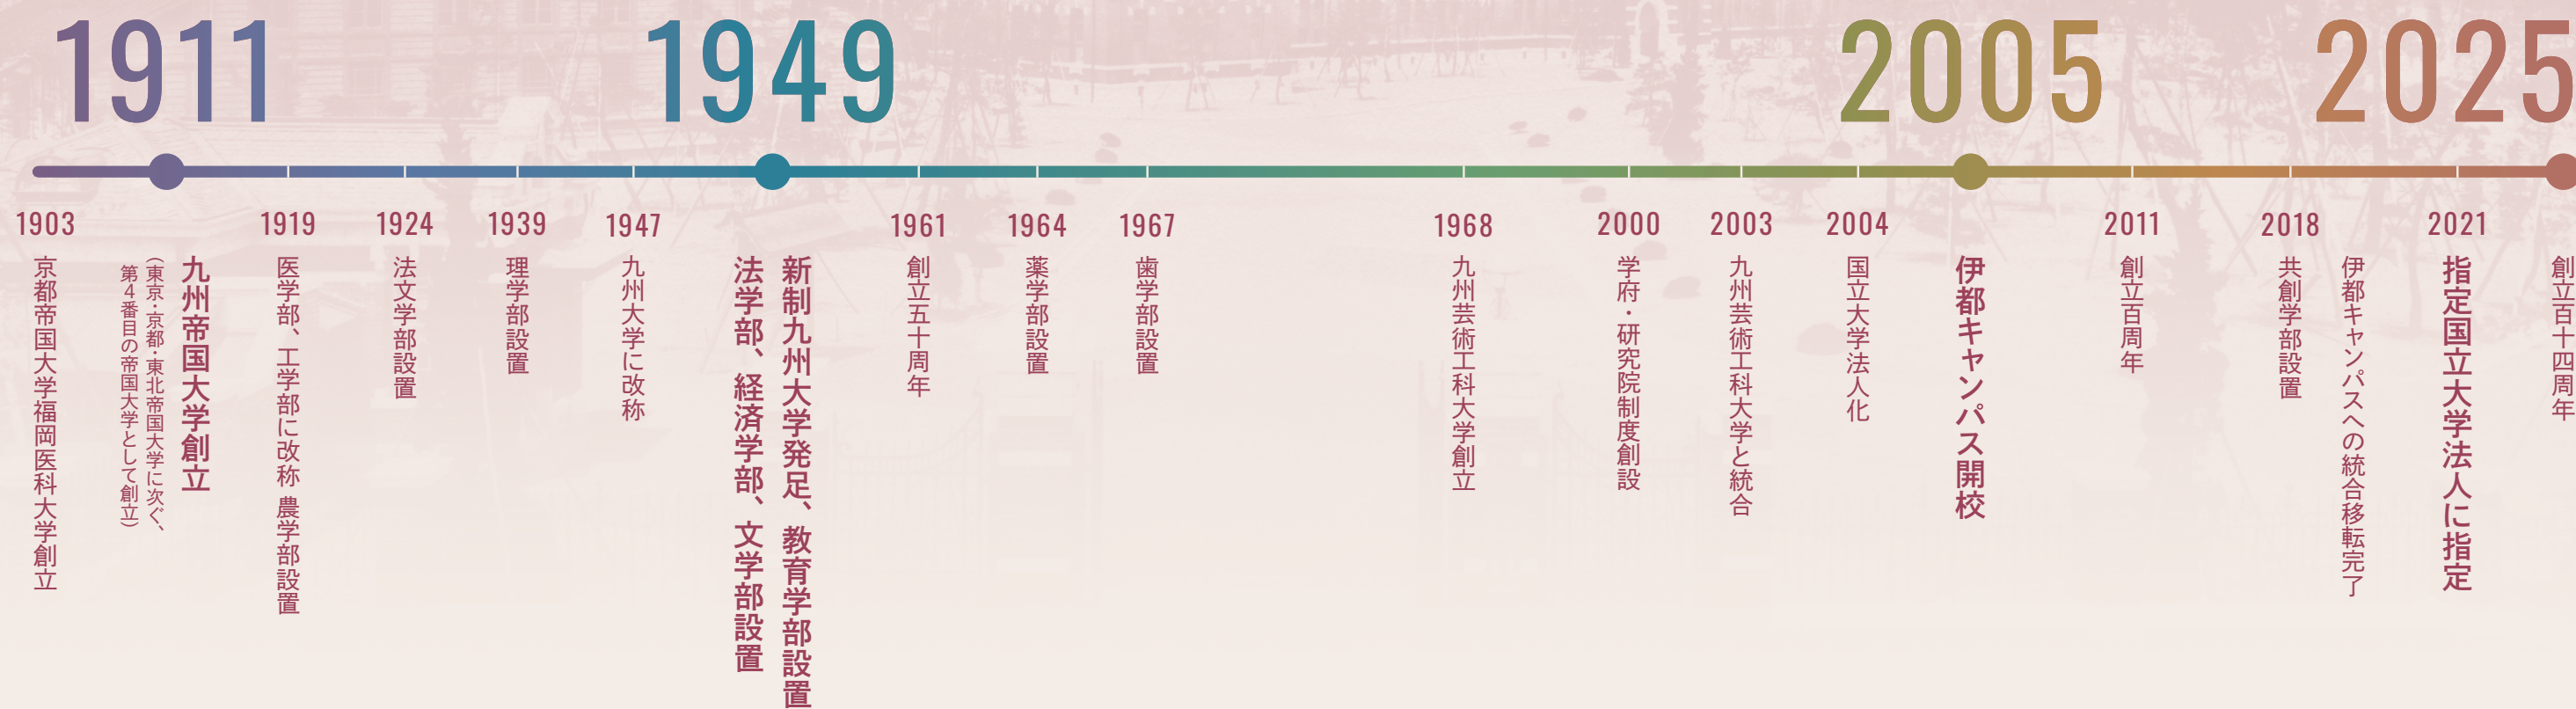 1911
1949
2005
2025
1903
京都帝国大学福岡医科大学創立
九州帝国大学創立
（東京・京都・東北帝国大学に次ぐ、
第4番目の帝国大学として創立）
1919
医学部、工学部に改称 農学部設置
1924
法文学部設置
1939
理学部設置
1947
九州大学に改称
新制九州大学発足、教育学部設置
法学部、経済学部、文学部設置
1961
創立五十周年
1964
薬学部設置
1967
歯学部設置
1968
九州芸術工科大学創立
2000
学府・研究院制度創設
2003
九州芸術工科大学と統合
2004
国立大学法人化
伊都キャンパス開校
2011
創立百周年
2018
伊都キャンパスへの統合移転完了
共創学部設置
2021
指定国立大学法人に指定
創立百十四周年